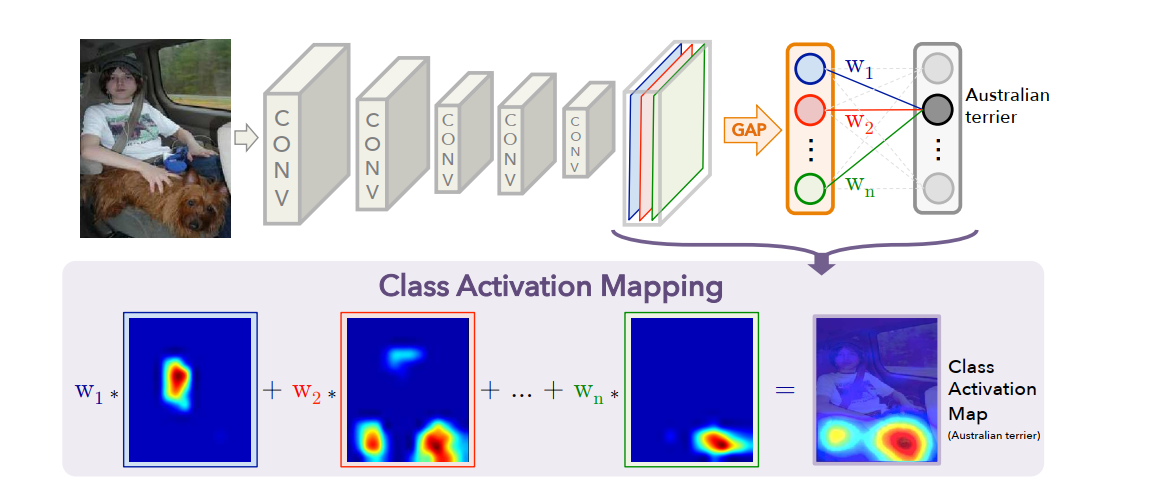 CONV
CONV
CONV
CONV
CONV
GAP
w1
w2
⋮
wn
⋮
Australian
terrier
Class Activation Mapping
w1 * + w2 * + ... + wn * =
Class
Activation
Map
(Australian terrier)